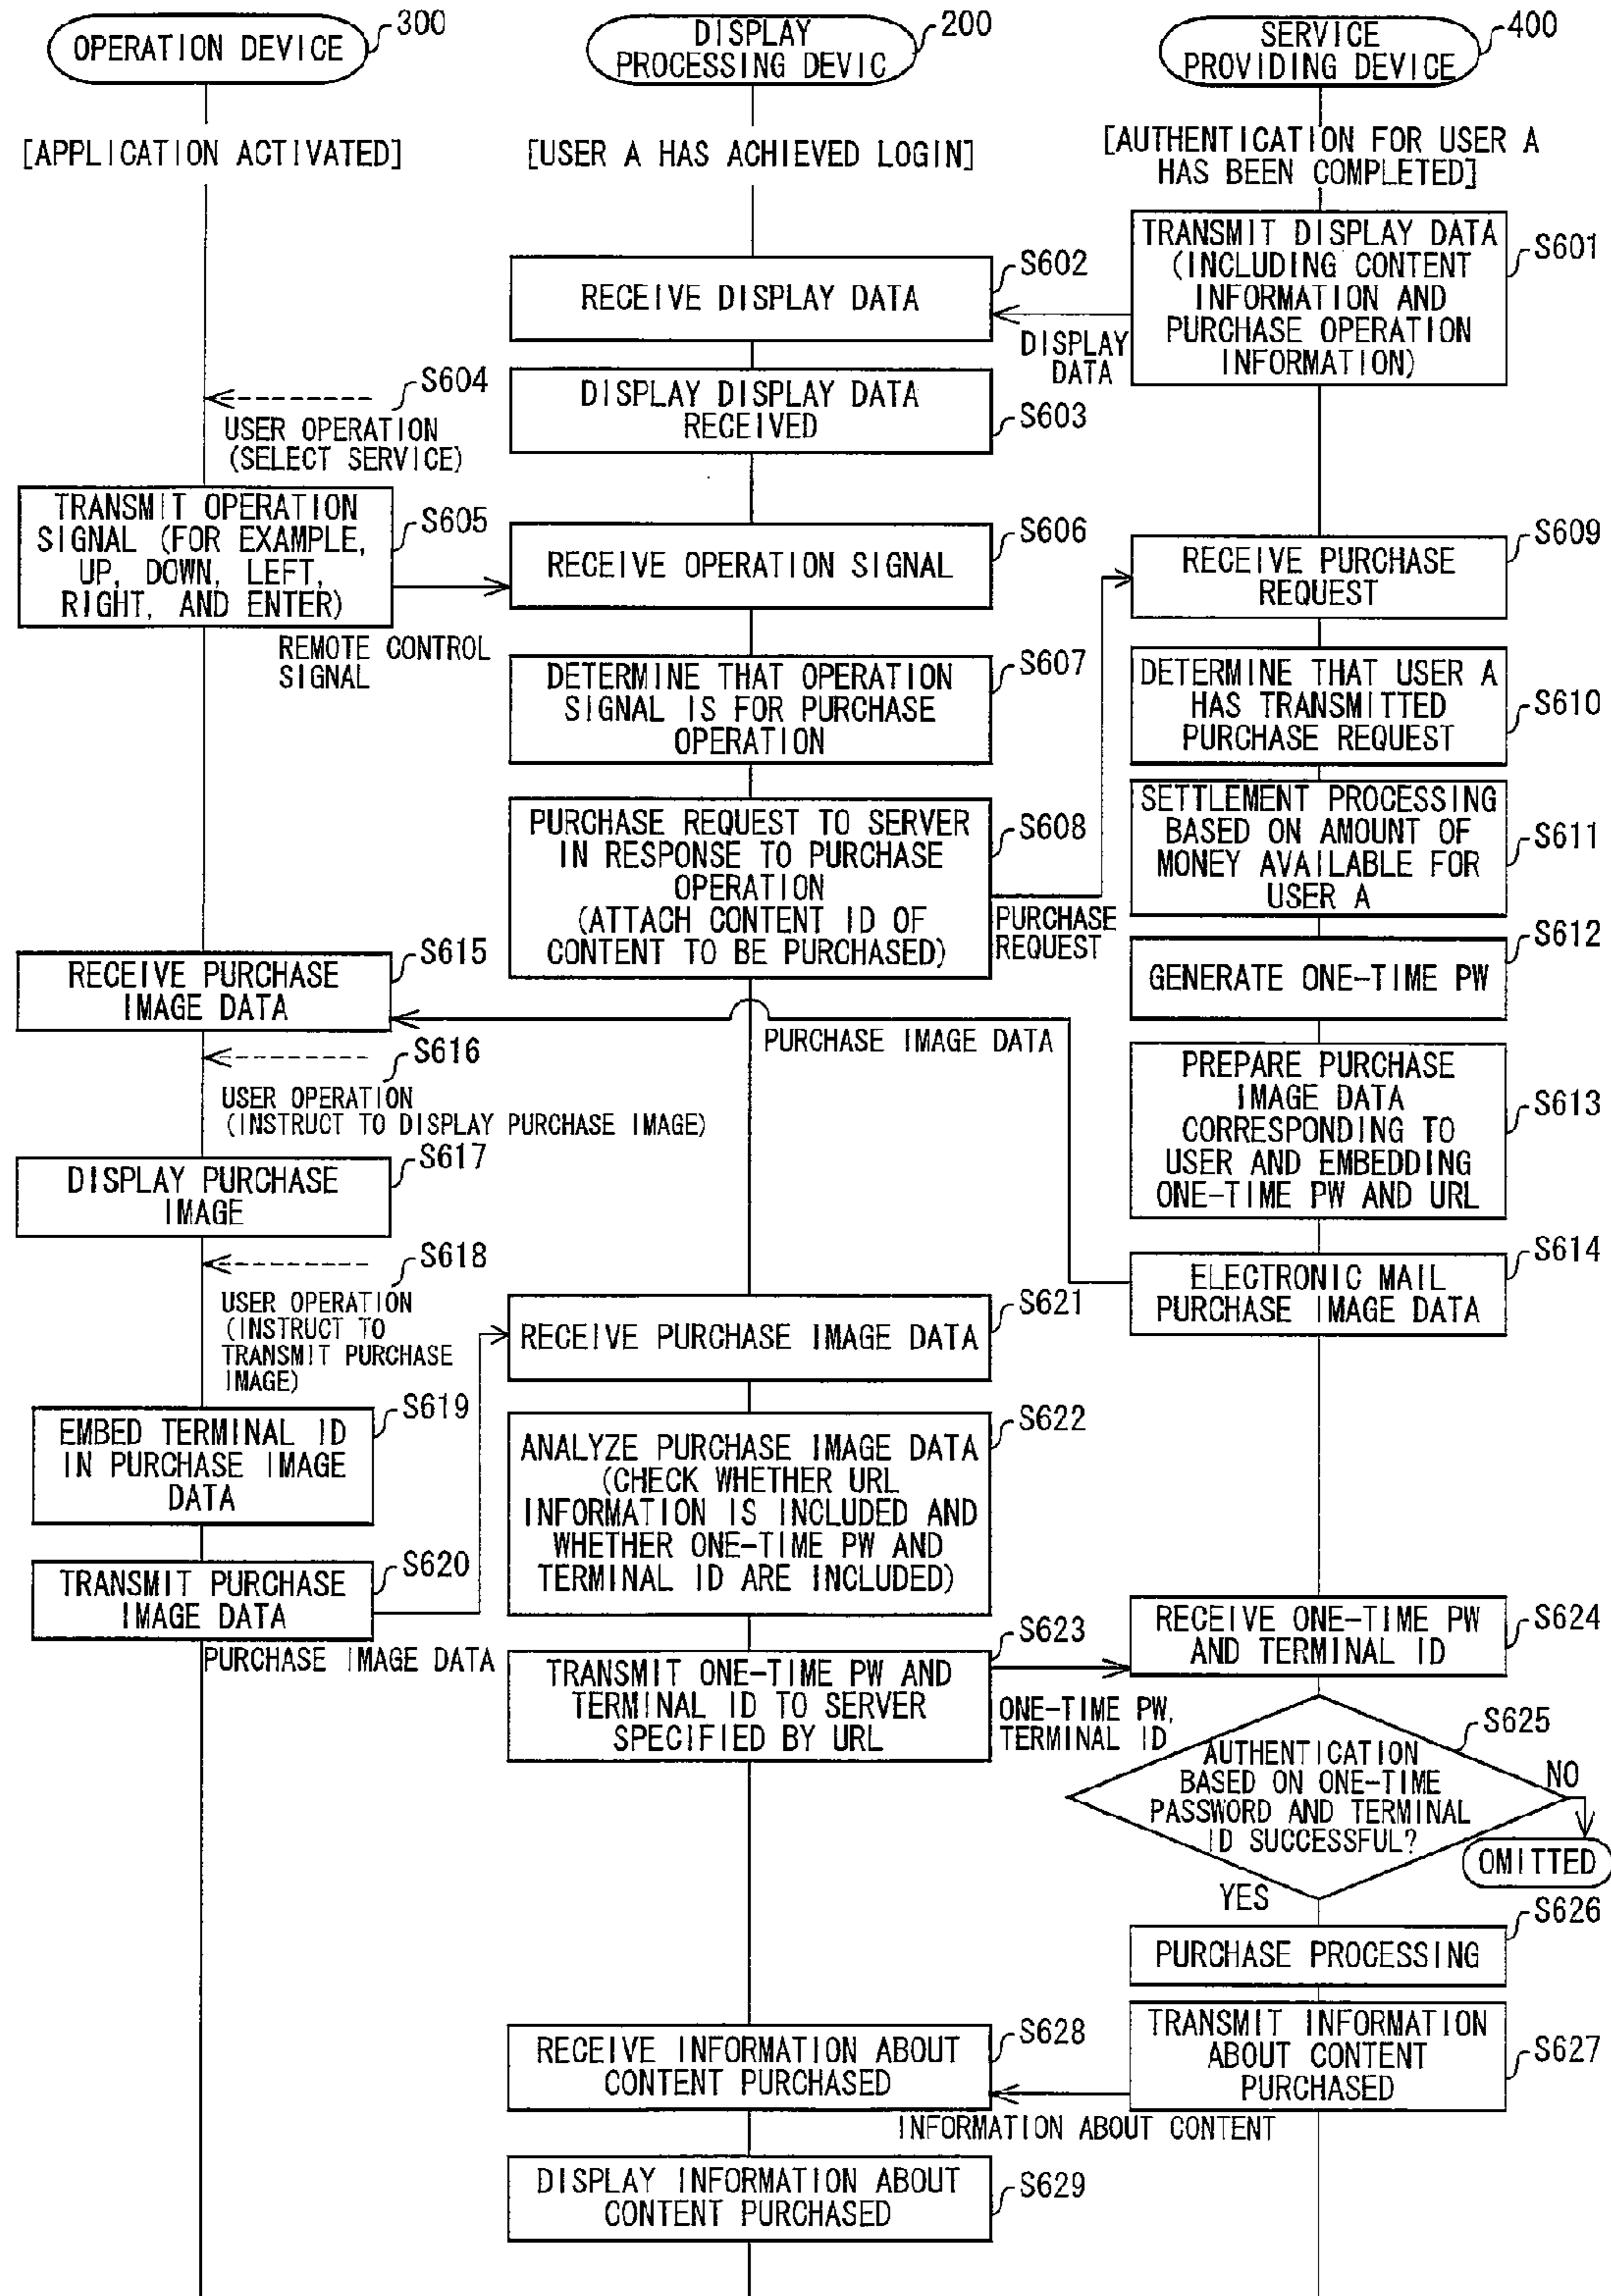 OPERATION DEVICE
300
DISPLAY
PROCESSING DEVIC
200
SERVICE
PROVIDING DEVICE
400
[APPLICATION ACTIVATED]
[USER A HAS ACHIEVED LOGIN]
[AUTHENTICATION FOR USER A
HAS BEEN COMPLETED]
TRANSMIT DISPLAY DATA
(INCLUDING CONTENT
INFORMATION AND
PURCHASE OPERATION
INFORMATION)
S601
RECEIVE DISPLAY DATA
S602
DISPLAY
DATA
DISPLAY DISPLAY DATA
RECEIVED
S603
S604
USER OPERATION
(SELECT SERVICE)
TRANSMIT OPERATION
SIGNAL (FOR EXAMPLE,
UP, DOWN, LEFT,
RIGHT, AND ENTER)
S605
REMOTE CONTROL
SIGNAL
RECEIVE OPERATION SIGNAL
S606
DETERMINE THAT OPERATION
SIGNAL IS FOR PURCHASE
OPERATION
S607
PURCHASE REQUEST TO SERVER
IN RESPONSE TO PURCHASE
OPERATION
(ATTACH CONTENT ID OF
CONTENT TO BE PURCHASED)
S608
PURCHASE
REQUEST
RECEIVE PURCHASE
REQUEST
S609
DETERMINE THAT USER A
HAS TRANSMITTED
PURCHASE REQUEST
S610
SETTLEMENT PROCESSING
BASED ON AMOUNT OF
MONEY AVAILABLE FOR
USER A
S611
GENERATE ONE-TIME PW
S612
PREPARE PURCHASE
IMAGE DATA
CORRESPONDING TO
USER AND EMBEDDING
ONE-TIME PW AND URL
S613
ELECTRONIC MAIL
PURCHASE IMAGE DATA
S614
PURCHASE IMAGE DATA
RECEIVE PURCHASE
IMAGE DATA
S615
S616
USER OPERATION
(INSTRUCT TO DISPLAY PURCHASE IMAGE)
DISPLAY PURCHASE
IMAGE
S617
S618
USER OPERATION
(INSTRUCT TO
TRANSMIT PURCHASE
IMAGE)
EMBED TERMINAL ID
IN PURCHASE IMAGE
DATA
S619
TRANSMIT PURCHASE
IMAGE DATA
S620
PURCHASE IMAGE DATA
RECEIVE PURCHASE IMAGE DATA
S621
ANALYZE PURCHASE IMAGE DATA
(CHECK WHETHER URL
INFORMATION IS INCLUDED AND
WHETHER ONE-TIME PW AND
TERMINAL ID ARE INCLUDED)
S622
TRANSMIT ONE-TIME PW AND
TERMINAL ID TO SERVER
SPECIFIED BY URL
S623
ONE-TIME PW,
TERMINAL ID
RECEIVE ONE-TIME PW
AND TERMINAL ID
S624
AUTHENTICATION
BASED ON ONE-TIME
PASSWORD AND TERMINAL
ID SUCCESSFUL?
S625
NO
OMITTED
YES
PURCHASE PROCESSING
S626
TRANSMIT INFORMATION
ABOUT CONTENT
PURCHASED
S627
RECEIVE INFORMATION ABOUT
CONTENT PURCHASED
S628
INFORMATION ABOUT CONTENT
DISPLAY INFORMATION ABOUT
CONTENT PURCHASED
S629